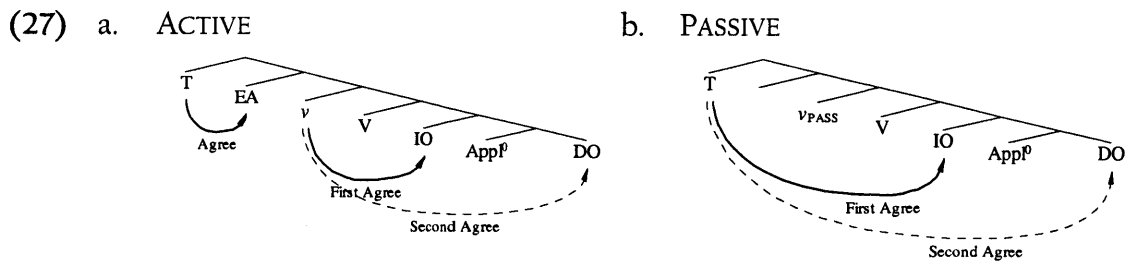 (27) a. ACTIVE b. PASSIVE
T EA v V IO Appl⁰ DO
Agree
First Agree
Second Agree
T vPASS V IO Appl⁰ DO
First Agree
Second Agree